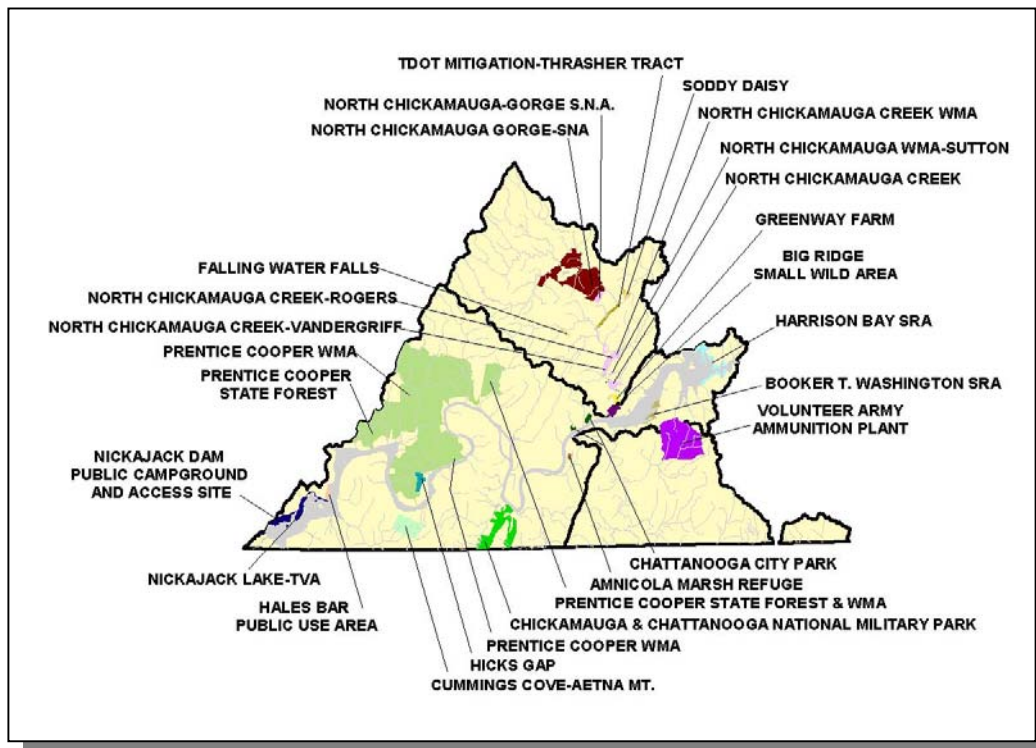 TDOT MITIGATION-THRASHER TRACT
SODDY DAISY
NORTH CHICKAMAUGA-GORGE S.N.A.
NORTH CHICKAMAUGA CREEK WMA
NORTH CHICKAMAUGA GORGE-SNA
NORTH CHICKAMAUGA WMA-SUTTON
NORTH CHICKAMAUGA CREEK
GREENWAY FARM
BIG RIDGE
SMALL WILD AREA
FALLING WATER FALLS
NORTH CHICKAMAUGA CREEK-ROGERS
HARRISON BAY SRA
NORTH CHICKAMAUGA CREEK-VANDERGRIFF
PRENTICE COOPER WMA
PRENTICE COOPER
STATE FOREST
BOOKER T. WASHINGTON SRA
VOLUNTEER ARMY
AMMUNITION PLANT
NICKAJACK DAM
PUBLIC CAMPGROUND
AND ACCESS SITE
CHATTANOOGA CITY PARK
NICKAJACK LAKE-TVA
AMNICOLA MARSH REFUGE
PRENTICE COOPER STATE FOREST & WMA
HALES BAR
PUBLIC USE AREA
CHICKAMAUGA & CHATTANOOGA NATIONAL MILITARY PARK
PRENTICE COOPER WMA
HICKS GAP
CUMMINGS COVE-AETNA MT.